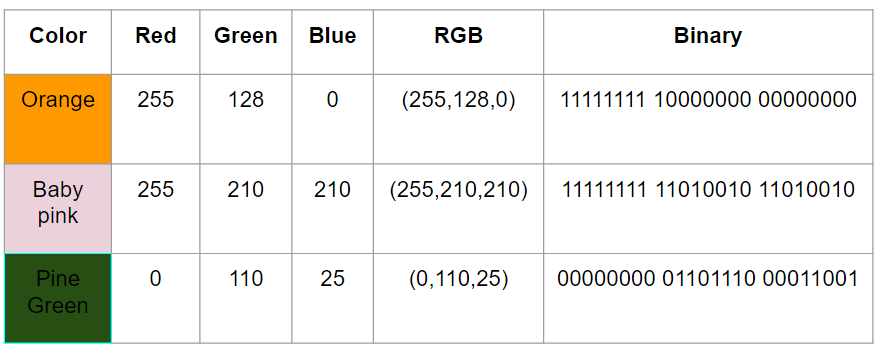 Color Red Green Blue RGB Binary
Orange 255 128 0 (255,128,0) 11111111 10000000 00000000
Baby 255 210 210 (255,210,210) 11111111 11010010 11010010
pink
Pine 0 110 25 (0,110,25) 00000000 01101110 00011001
Green